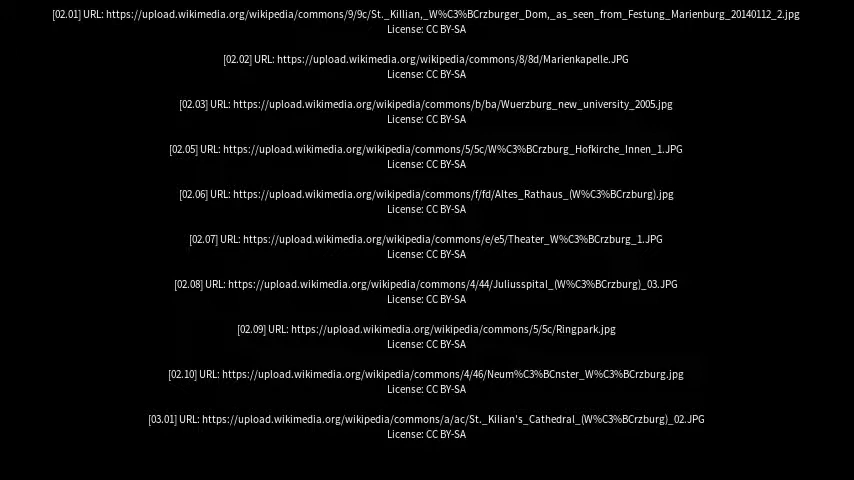 [02.01] URL: https://upload.wikimedia.org/wikipedia/commons/9/9c/St._Killian,_W%C3%BCrzburger_Dom,_as_seen_from_Festung_Marienburg_20140112_2.jpg
License: CC BY-SA
[02.02] URL: https://upload.wikimedia.org/wikipedia/commons/8/8d/Marienkapelle.JPG
License: CC BY-SA
[02.03] URL: https://upload.wikimedia.org/wikipedia/commons/b/ba/Wuerzburg_new_university_2005.jpg
License: CC BY-SA
[02.05] URL: https://upload.wikimedia.org/wikipedia/commons/5/5c/W%C3%BCrzburg_Hofkirche_Innen_1.JPG
License: CC BY-SA
[02.06] URL: https://upload.wikimedia.org/wikipedia/commons/f/fd/Altes_Rathaus_(W%C3%BCrzburg).jpg
License: CC BY-SA
[02.07] URL: https://upload.wikimedia.org/wikipedia/commons/e/e5/Theater_W%C3%BCrzburg_1.JPG
License: CC BY-SA
[02.08] URL: https://upload.wikimedia.org/wikipedia/commons/4/44/Juliusspital_(W%C3%BCrzburg)_03.JPG
License: CC BY-SA
[02.09] URL: https://upload.wikimedia.org/wikipedia/commons/5/5c/Ringpark.jpg
License: CC BY-SA
[02.10] URL: https://upload.wikimedia.org/wikipedia/commons/4/46/Neum%C3%BCnster_W%C3%BCrzburg.jpg
License: CC BY-SA
[03.01] URL: https://upload.wikimedia.org/wikipedia/commons/a/ac/St._Kilian's_Cathedral_(W%C3%BCrzburg)_02.JPG
License: CC BY-SA